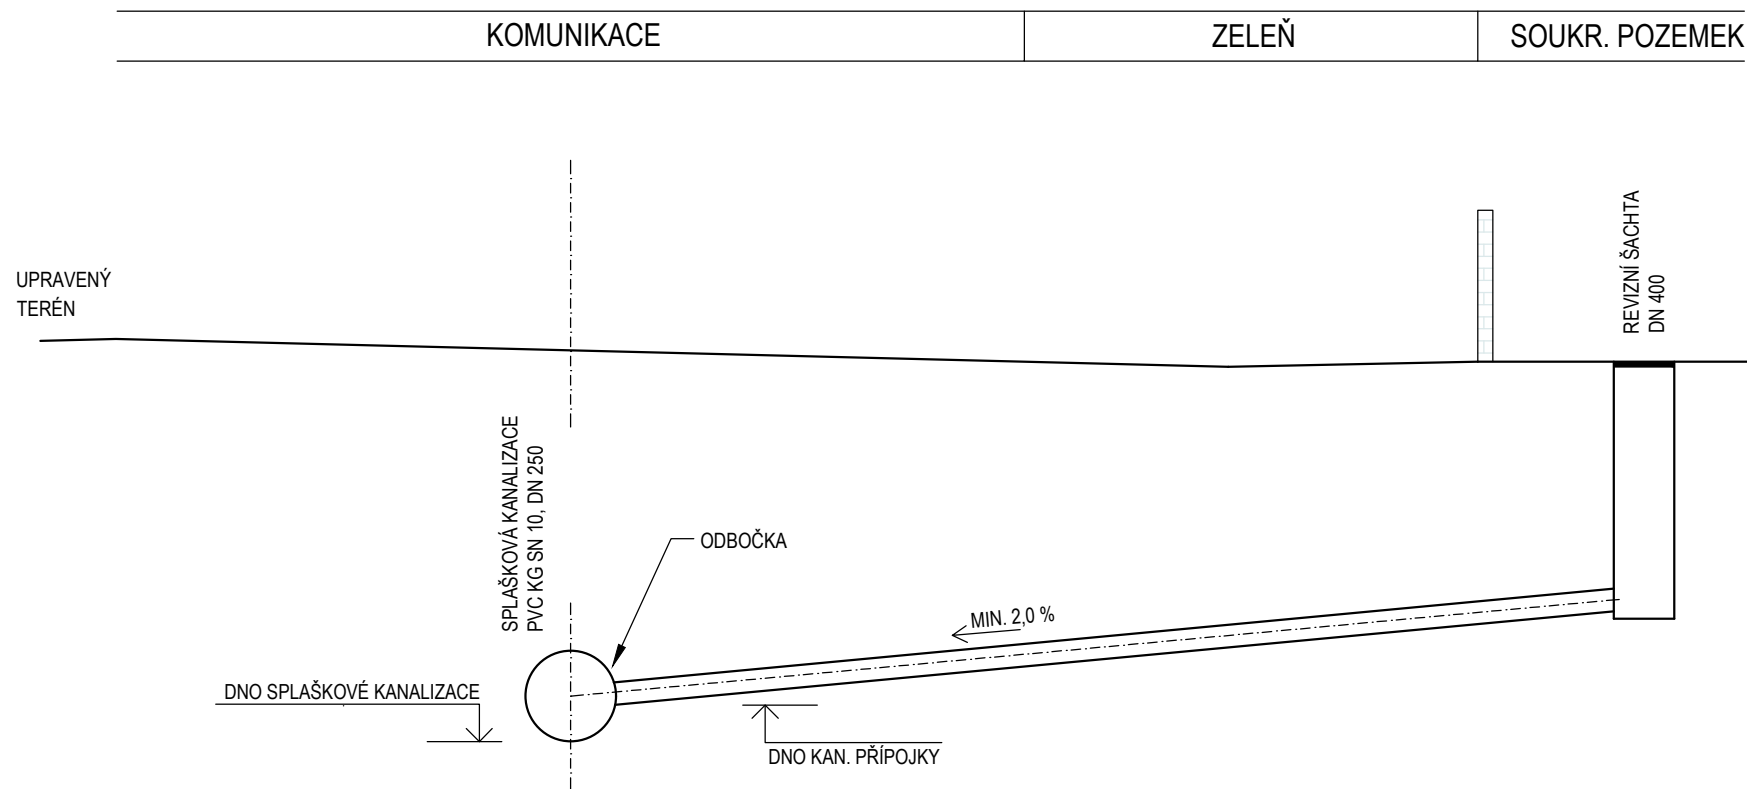 KOMUNIKACE
ZELEŇ
SOUKR. POZEMEK
UPRAVENÝ
TERÉN
REVIZNÍ ŠACHTA
DN 400
SPLAŠKOVÁ KANALIZACE
PVC KG SN 10, DN 250
ODBOČKA
MIN. 2,0 %
DNO SPLAŠKOVÉ KANALIZACE
DNO KAN. PŘÍPOJKY